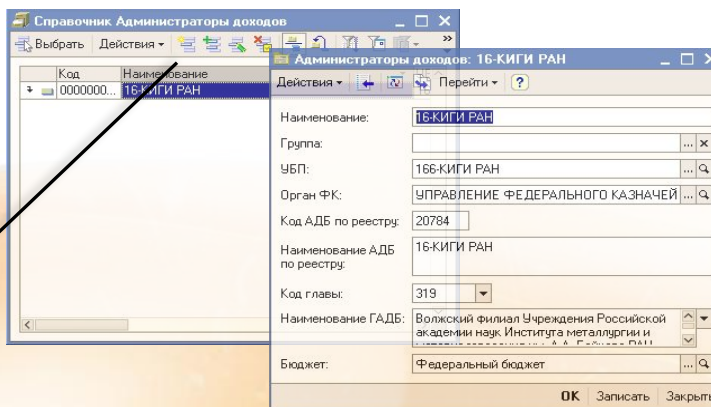 Справочник Администраторы доходов
Выбрать Действия
Код Наименование
0000000... 16-КИГИ РАН
Администраторы доходов: 16-КИГИ РАН
Действия Перейти ?
Наименование: 16-КИГИ РАН
Группа: ... ×
УБП: 166-КИГИ РАН ...
Орган ФК: УПРАВЛЕНИЕ ФЕДЕРАЛЬНОГО КАЗНАЧЕЙ ...
Код АДБ по реестру: 20784
Наименование АДБ 16-КИГИ РАН
по реестру:
Код главы: 319
Наименование ГАДБ: Волжский филиал Учреждения Российской
академии наук Института металлургии и
Бюджет: Федеральный бюджет ...
OK Записать Закрыть